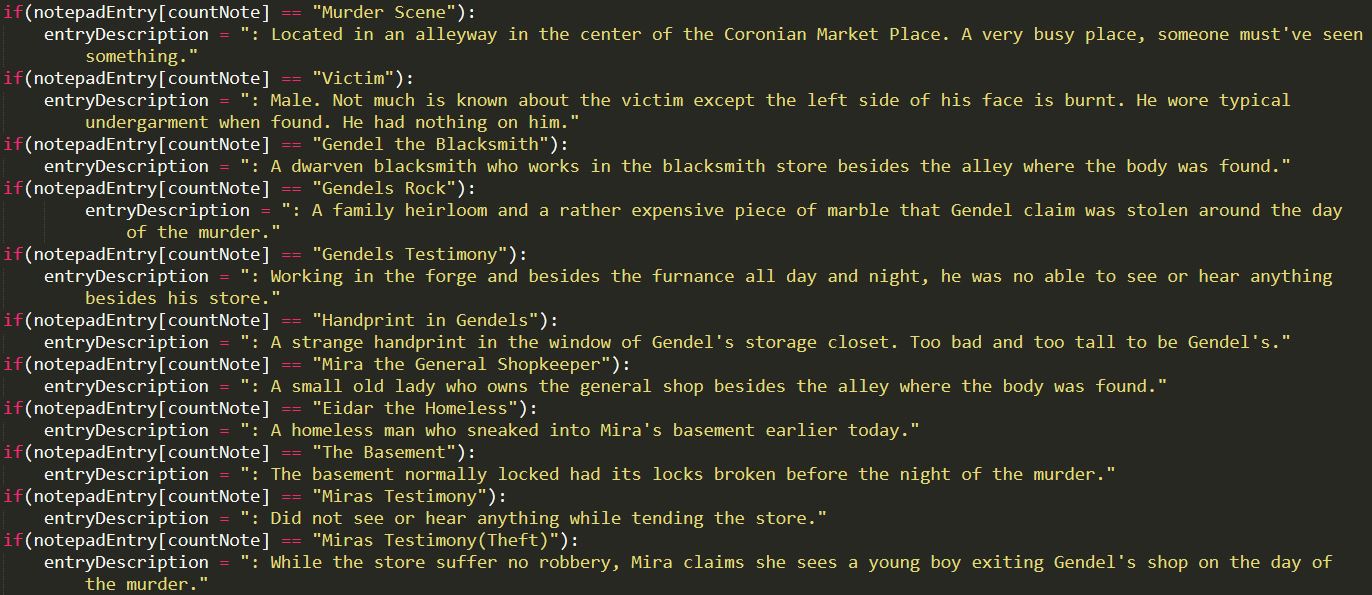 if(notepadEntry[countNote] == "Murder Scene"):
entryDescription = ": Located in an alleyway in the center of the Coronian Market Place. A very busy place, someone must've seen
something."
if(notepadEntry[countNote] == "Victim"):
entryDescription = ": Male. Not much is known about the victim except the left side of his face is burnt. He wore typical
undergarment when found. He had nothing on him."
if(notepadEntry[countNote] == "Gendel the Blacksmith"):
entryDescription = ": A dwarven blacksmith who works in the blacksmith store besides the alley where the body was found."
if(notepadEntry[countNote] == "Gendels Rock"):
entryDescription = ": A family heirloom and a rather expensive piece of marble that Gendel claim was stolen around the day
of the murder."
if(notepadEntry[countNote] == "Gendels Testimony"):
entryDescription = ": Working in the forge and besides the furnance all day and night, he was no able to see or hear anything
besides his store."
if(notepadEntry[countNote] == "Handprint in Gendels"):
entryDescription = ": A strange handprint in the window of Gendel's storage closet. Too bad and too tall to be Gendel's."
if(notepadEntry[countNote] == "Mira the General Shopkeeper"):
entryDescription = ": A small old lady who owns the general shop besides the alley where the body was found."
if(notepadEntry[countNote] == "Eidar the Homeless"):
entryDescription = ": A homeless man who sneaked into Mira's basement earlier today."
if(notepadEntry[countNote] == "The Basement"):
entryDescription = ": The basement normally locked had its locks broken before the night of the murder."
if(notepadEntry[countNote] == "Miras Testimony"):
entryDescription = ": Did not see or hear anything while tending the store."
if(notepadEntry[countNote] == "Miras Testimony(Theft)"):
entryDescription = ": While the store suffer no robbery, Mira claims she sees a young boy exiting Gendel's shop on the day of
the murder."